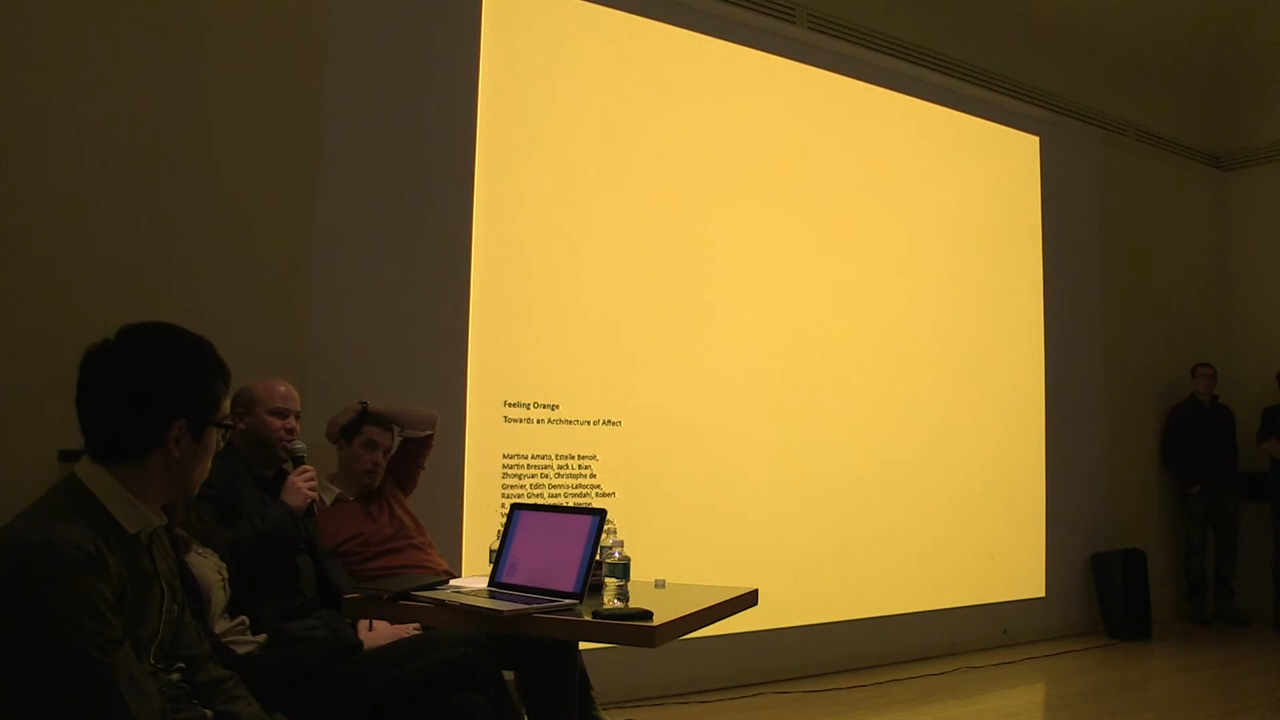 Feeling Orange
Towards an Architecture of Affect
Martina Amato, Estelle Benoit,
Martin Bressani, Jack L. Bian,
Zhongyuan Dai, Christophe de
Grenier, Edith Dennis-LaRocque,
Razvan Gheti, Jaan Grondahl, Robert